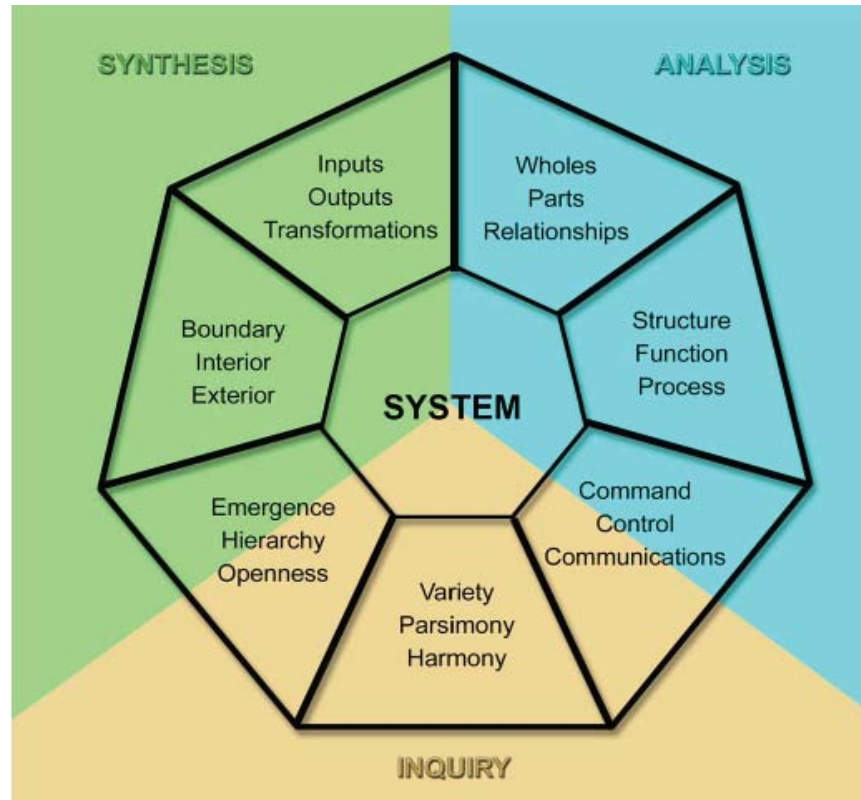 SYNTHESIS
ANALYSIS
Inputs
Outputs
Transformations
Wholes
Parts
Relationships
Boundary
Interior
Exterior
Structure
Function
Process
SYSTEM
Emergence
Hierarchy
Openness
Command
Control
Communications
Variety
Parsimony
Harmony
INQUIRY